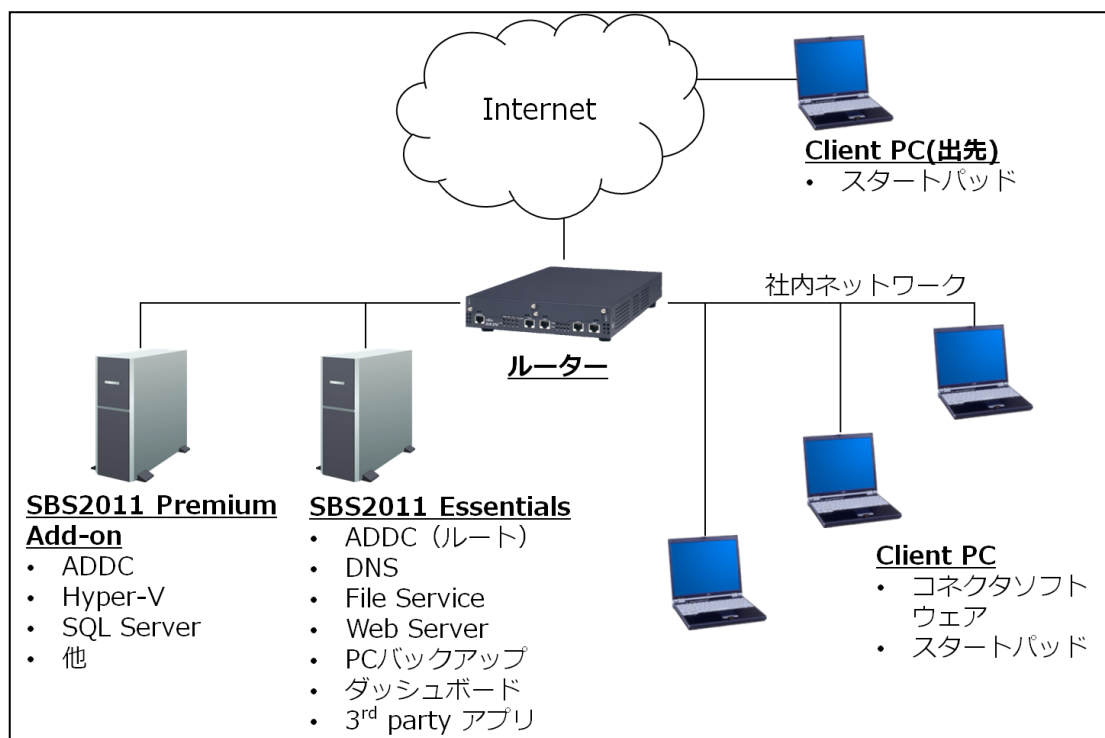 Internet
Client PC(出先)
• スタートパッド
社内ネットワーク
ルーター
SBS2011 Premium
Add-on
• ADDC
• Hyper-V
• SQL Server
• 他
SBS2011 Essentials
• ADDC（ルート）
• DNS
• File Service
• Web Server
• PCバックアップ
• ダッシュボード
• 3rd party アプリ
Client PC
• コネクタソフト
ウェア
• スタートパッド